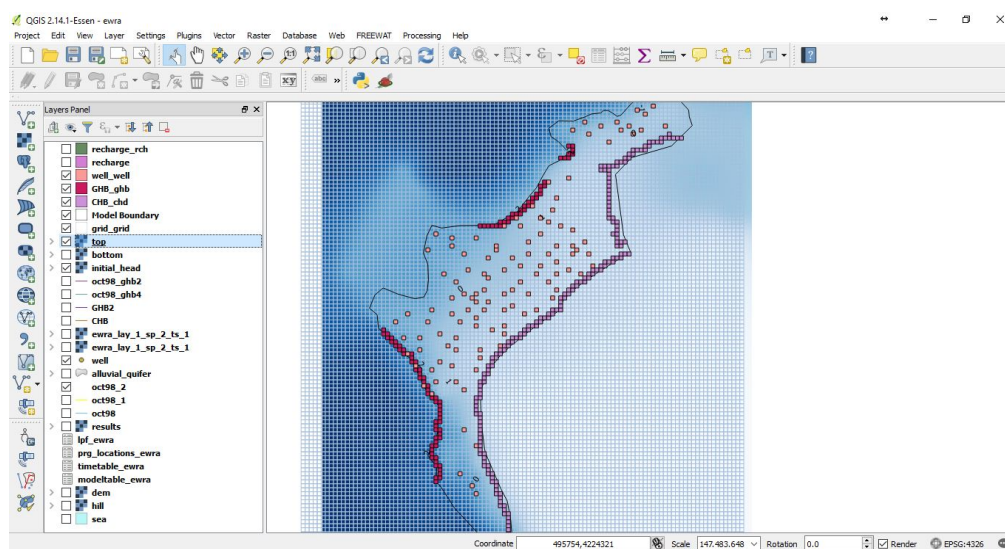 QGIS 2.14.1-Essen - ewra
Project Edit View Layer Settings Plugins Vector Raster Database Web FREEWAT Processing Help
abc xy
Layers Panel
recharge_rch
recharge
well_well
GHB_ghb
CHB_chd
Model Boundary
grid_grid
top
bottom
initial_head
oct98_ghb2
oct98_ghb4
GHB2
CHB
ewra_lay_1_sp_2_ts_1
ewra_lay_1_sp_2_ts_1
well
alluvial_quifer
oct98_2
oct98_1
oct98
results
lpf_ewra
prg_locations_ewra
timetable_ewra
modeltable_ewra
dem
hill
sea
Coordinate 495754,4224321 Scale 147.483.648 Rotation 0.0 Render EPSG:4326